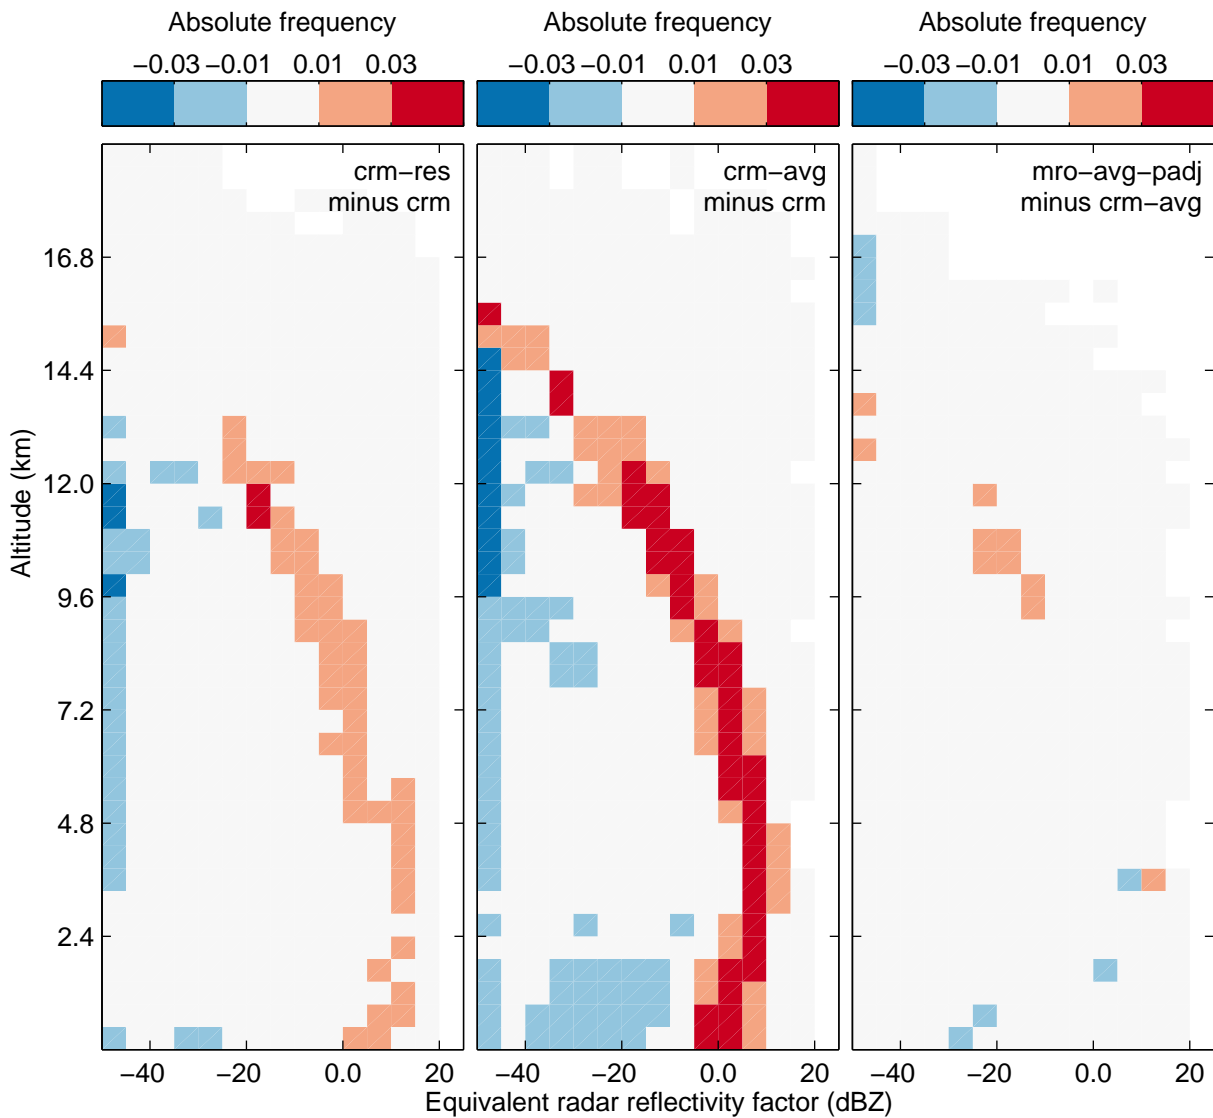 Absolute frequency Absolute frequency Absolute frequency
−0.03 −0.01 0.01 0.03 −0.03 −0.01 0.01 0.03 −0.03 −0.01 0.01 0.03
crm−res crm−avg mro−avg−padj
minus crm minus crm minus crm−avg
16.8
14.4
12.0
9.6
7.2
4.8
2.4
Altitude (km)
−40 −20 0.0 20 −40 −20 0.0 20 −40 −20 0.0 20
Equivalent radar reflectivity factor (dBZ)